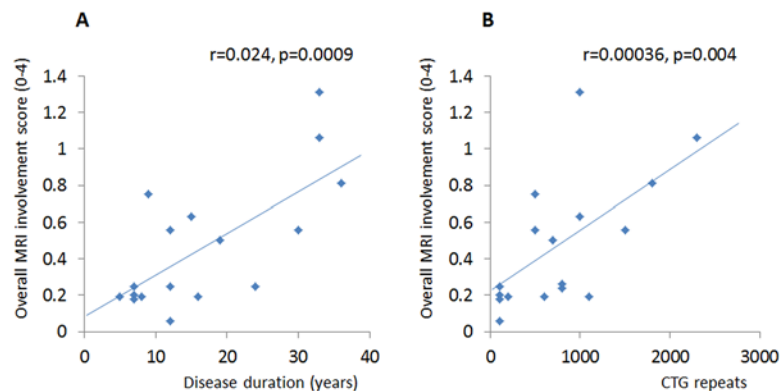 A
r=0.024, p=0.0009
Overall MRI involvement score (0-4)
1.4
1.2
1
0.8
0.6
0.4
0.2
0
0 10 20 30 40
Disease duration (years)
B
r=0.00036, p=0.004
Overall MRI involvement score (0-4)
1.4
1.2
1
0.8
0.6
0.4
0.2
0
0 1000 2000 3000
CTG repeats